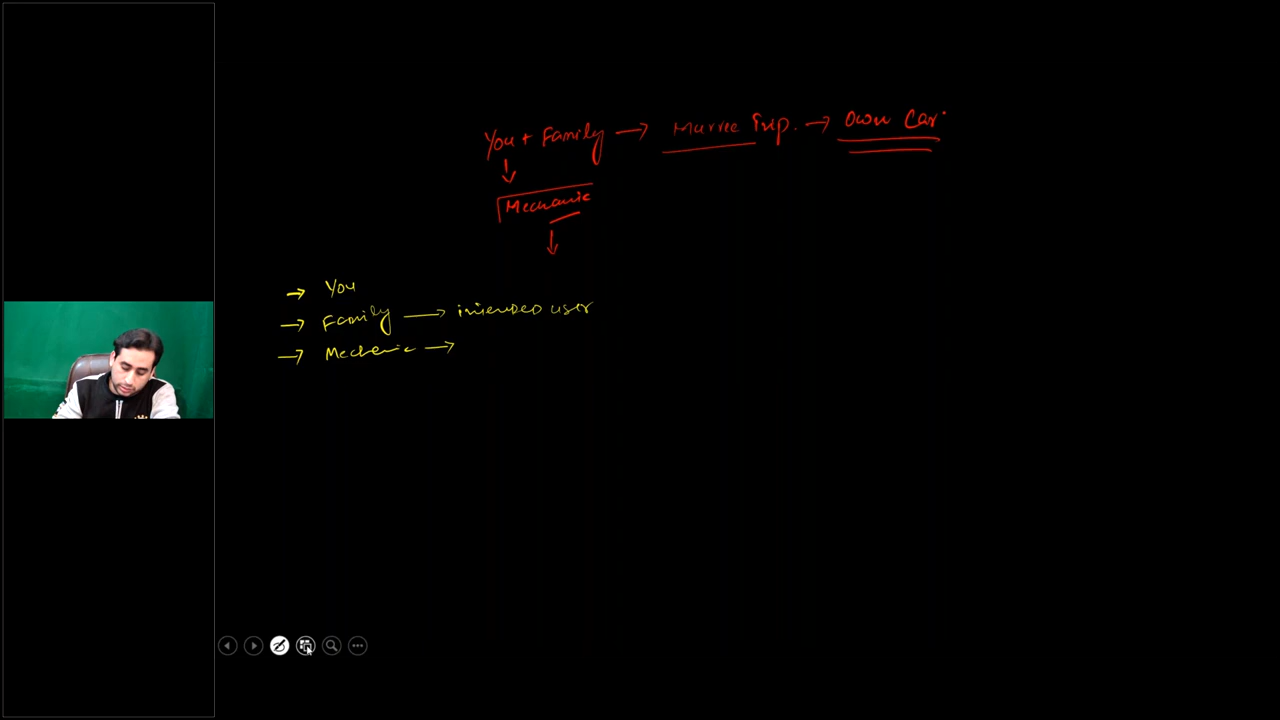 You + Family → Murree Trip. → Own Car.
↓
Mechanic
↓
→ You
→ Family → intended user
→ Mechanic →